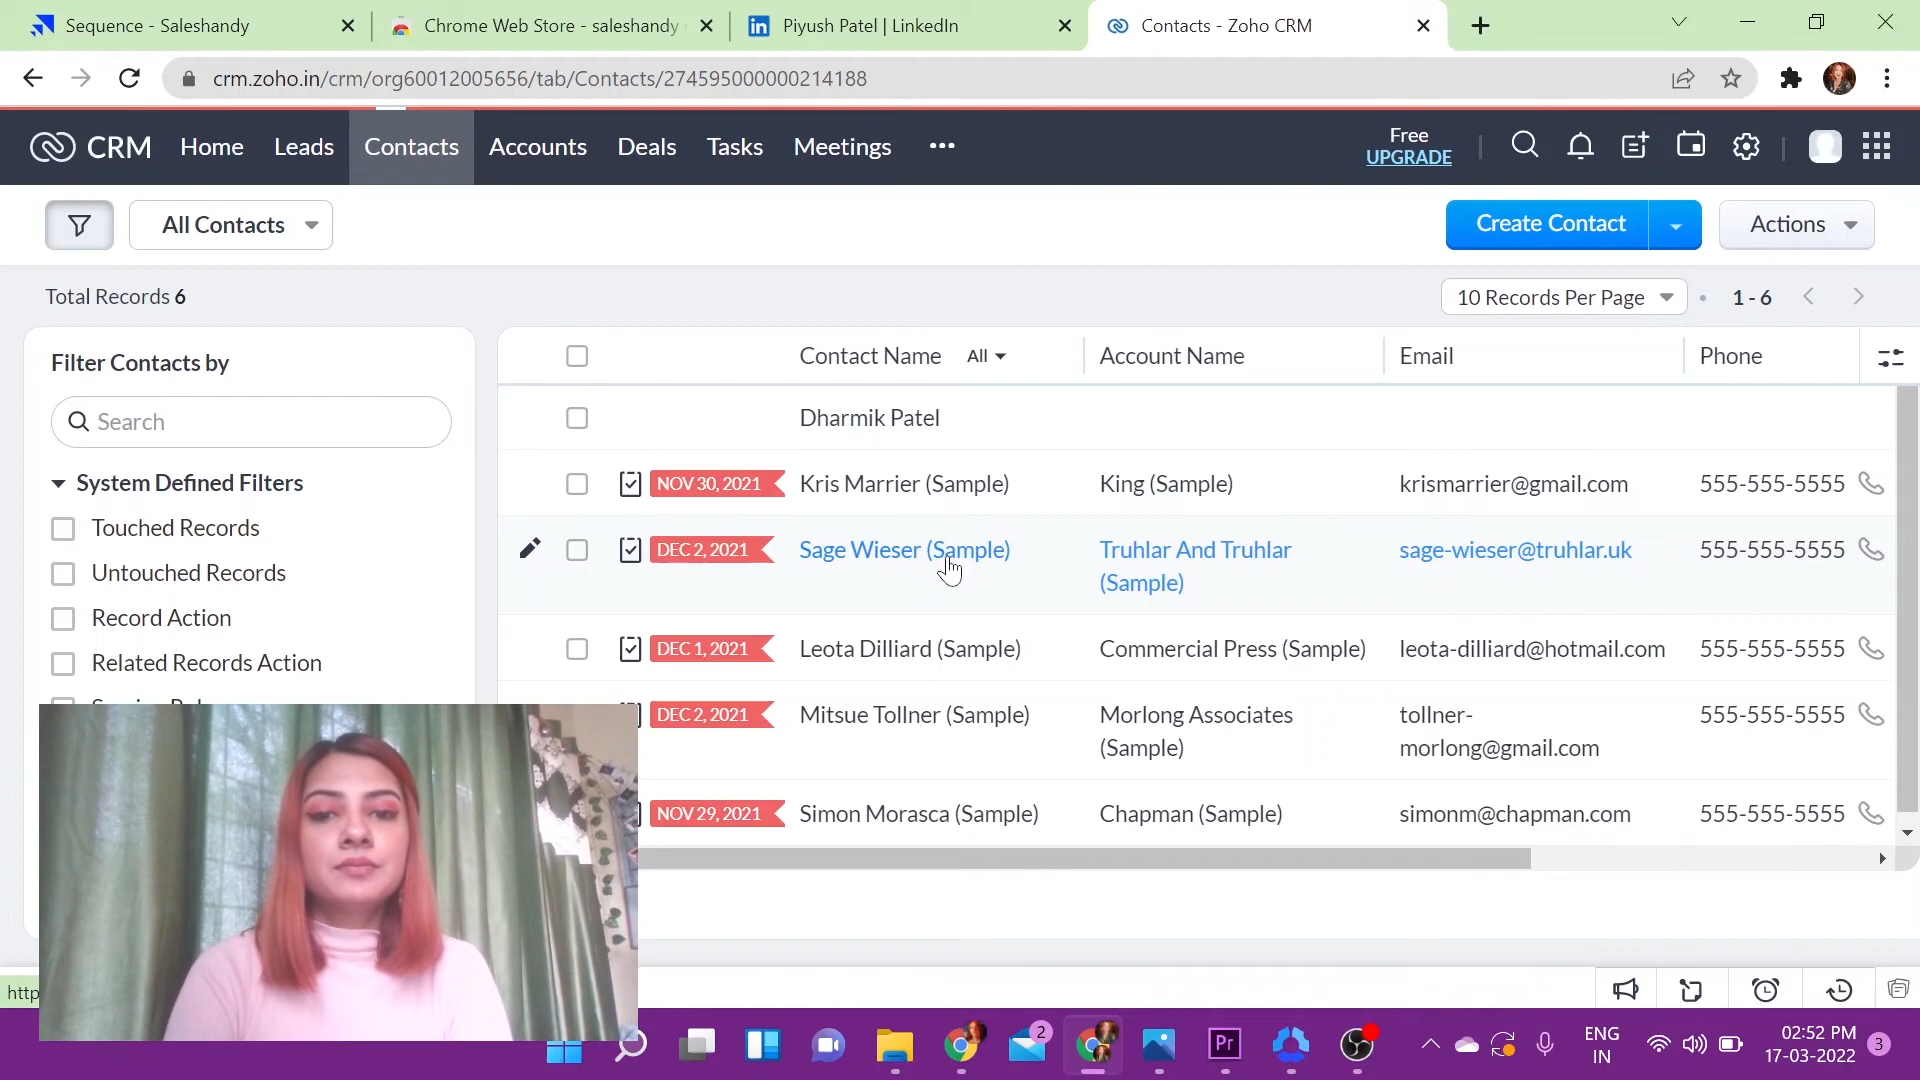 Sequence - Saleshandy
Chrome Web Store - saleshandy
Piyush Patel | LinkedIn
Contacts - Zoho CRM
crm.zoho.in/crm/org60012005656/tab/Contacts/274595000000214188
CRM
Home
Leads
Contacts
Accounts
Deals
Tasks
Meetings
Free
UPGRADE
All Contacts
Create Contact
Actions
Total Records 6
10 Records Per Page
1 - 6
Filter Contacts by
Search
System Defined Filters
Touched Records
Untouched Records
Record Action
Related Records Action
Contact Name All Account Name Email Phone
Dharmik Patel
NOV 30, 2021 Kris Marrier (Sample) King (Sample) krismarrier@gmail.com 555-555-5555
DEC 2, 2021 Sage Wieser (Sample) Truhlar And Truhlar sage-wieser@truhlar.uk 555-555-5555
(Sample)
DEC 1, 2021 Leota Dilliard (Sample) Commercial Press (Sample) leota-dilliard@hotmail.com 555-555-5555
DEC 2, 2021 Mitsue Tollner (Sample) Morlong Associates tollner- 555-555-5555
(Sample) morlong@gmail.com
NOV 29, 2021 Simon Morasca (Sample) Chapman (Sample) simonm@chapman.com 555-555-5555
http
2
Pr
ENG
IN
02:52 PM
17-03-2022
3